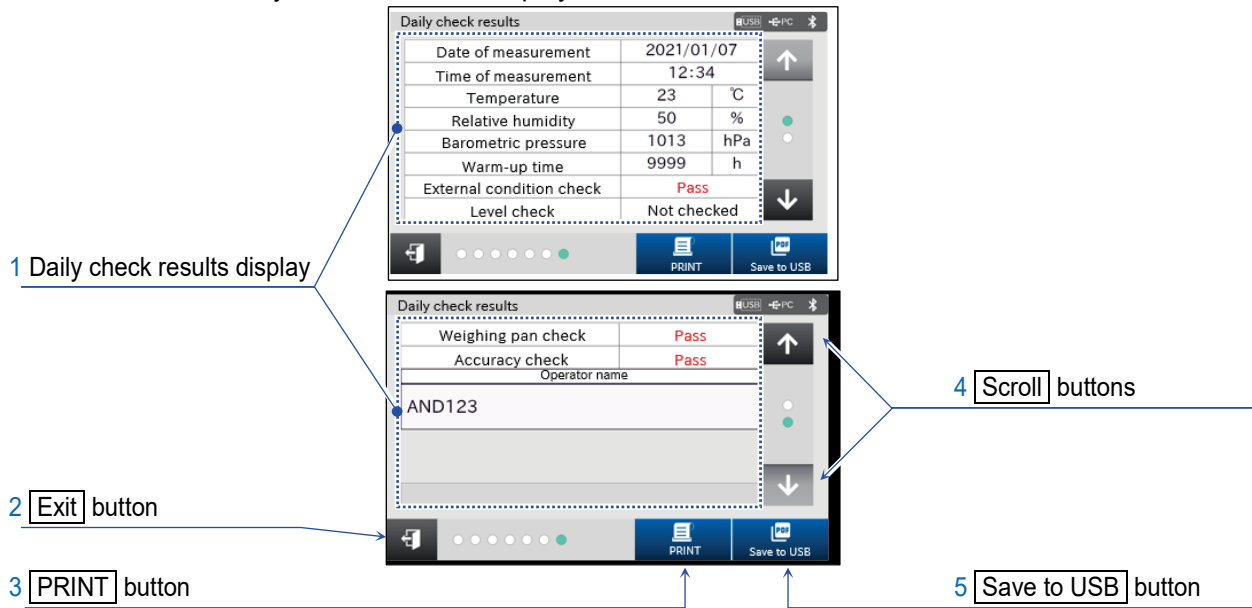 Daily check results
USB PC
Date of measurement 2021/01/07
Time of measurement 12:34
Temperature 23 ℃
Relative humidity 50 %
Barometric pressure 1013 hPa
Warm-up time 9999 h
External condition check Pass
Level check Not checked
PRINT
PDF
Save to USB
1 Daily check results display
Daily check results
USB PC
Weighing pan check Pass
Accuracy check Pass
Operator name
AND123
4 Scroll buttons
2 Exit button
PRINT
PDF
Save to USB
3 PRINT button
5 Save to USB button